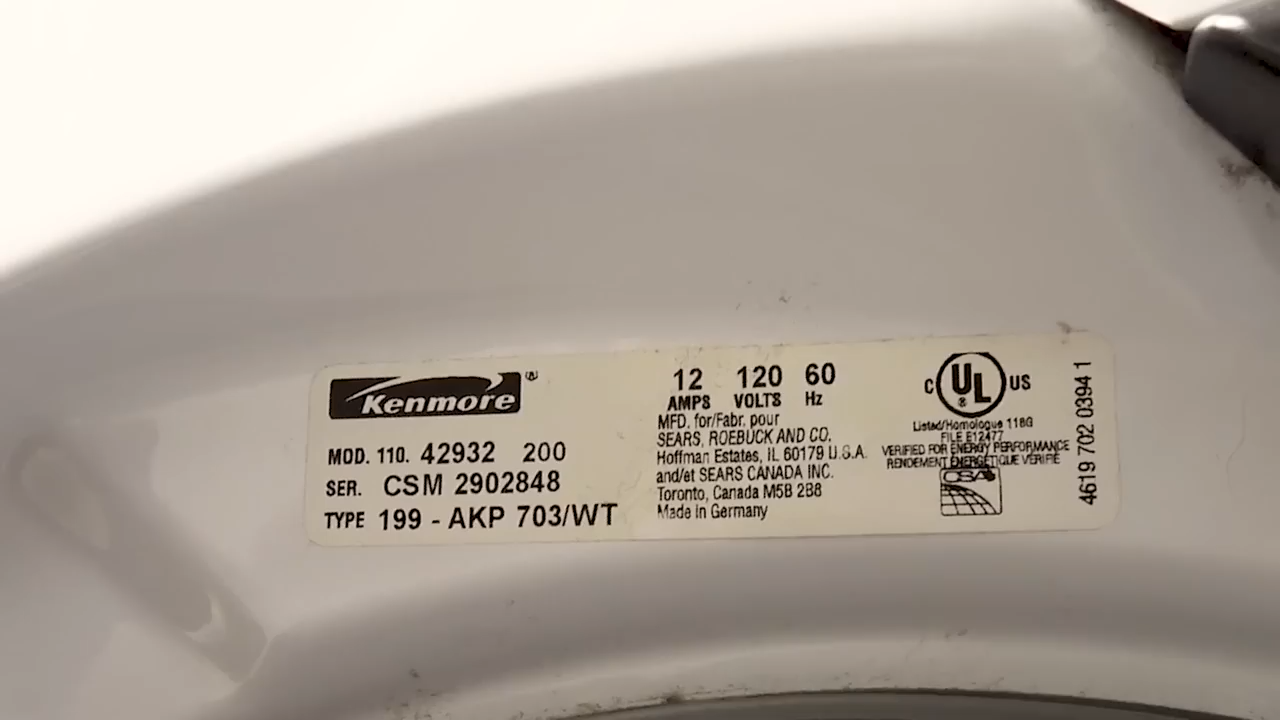 Kenmore ®
MOD. 110. 42932 200
SER. CSM 2902848
TYPE 199 - AKP 703/WT
12 120 60
AMPS VOLTS Hz
MFD. for/Fabr. pour
SEARS, ROEBUCK AND CO.
Hoffman Estates, IL 60179 U.S.A.
and/et SEARS CANADA INC.
Toronto, Canada M5B 2B8
Made in Germany
C UL ® US
Listed/Homologue 118G
FILE E12477
VERIFIED FOR ENERGY PERFORMANCE
RENDEMENT ÉNERGÉTIQUE VÉRIFIÉ
CSA
4619 702 0394 1